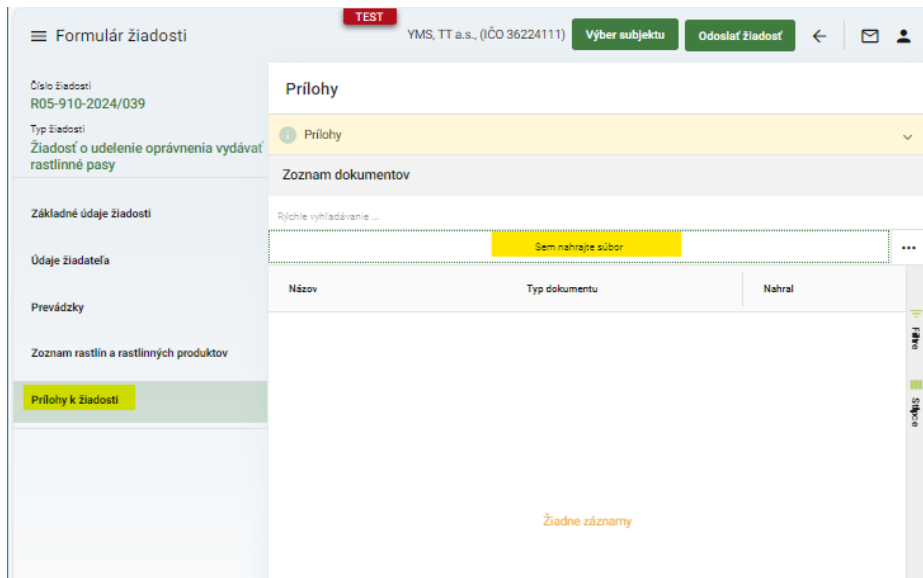 TEST
Formulár žiadosti
YMS, TT a.s., (IČO 36224111)
Výber subjektu
Odoslať žiadosť
Číslo žiadosti
R05-910-2024/039
Typ žiadosti
Žiadosť o udelenie oprávnenia vydávať
rastlinné pasy
Základné údaje žiadosti
Údaje žiadateľa
Prevádzky
Zoznam rastlín a rastlinných produktov
Prílohy k žiadosti
Prílohy
Prílohy
Zoznam dokumentov
Rýchle vyhľadávanie ...
Sem nahrajte súbor
Názov
Typ dokumentu
Nahral
Filtre
Stĺpce
Žiadne záznamy